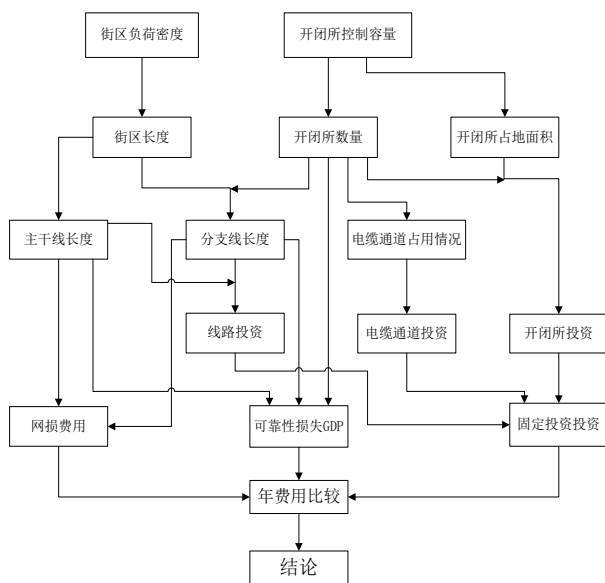 街区负荷密度
开闭所控制容量
街区长度
开闭所数量
开闭所占地面积
主干线长度
分支线长度
电缆通道占用情况
线路投资
电缆通道投资
开闭所投资
网损费用
可靠性损失GDP
固定投资投资
年费用比较
结论